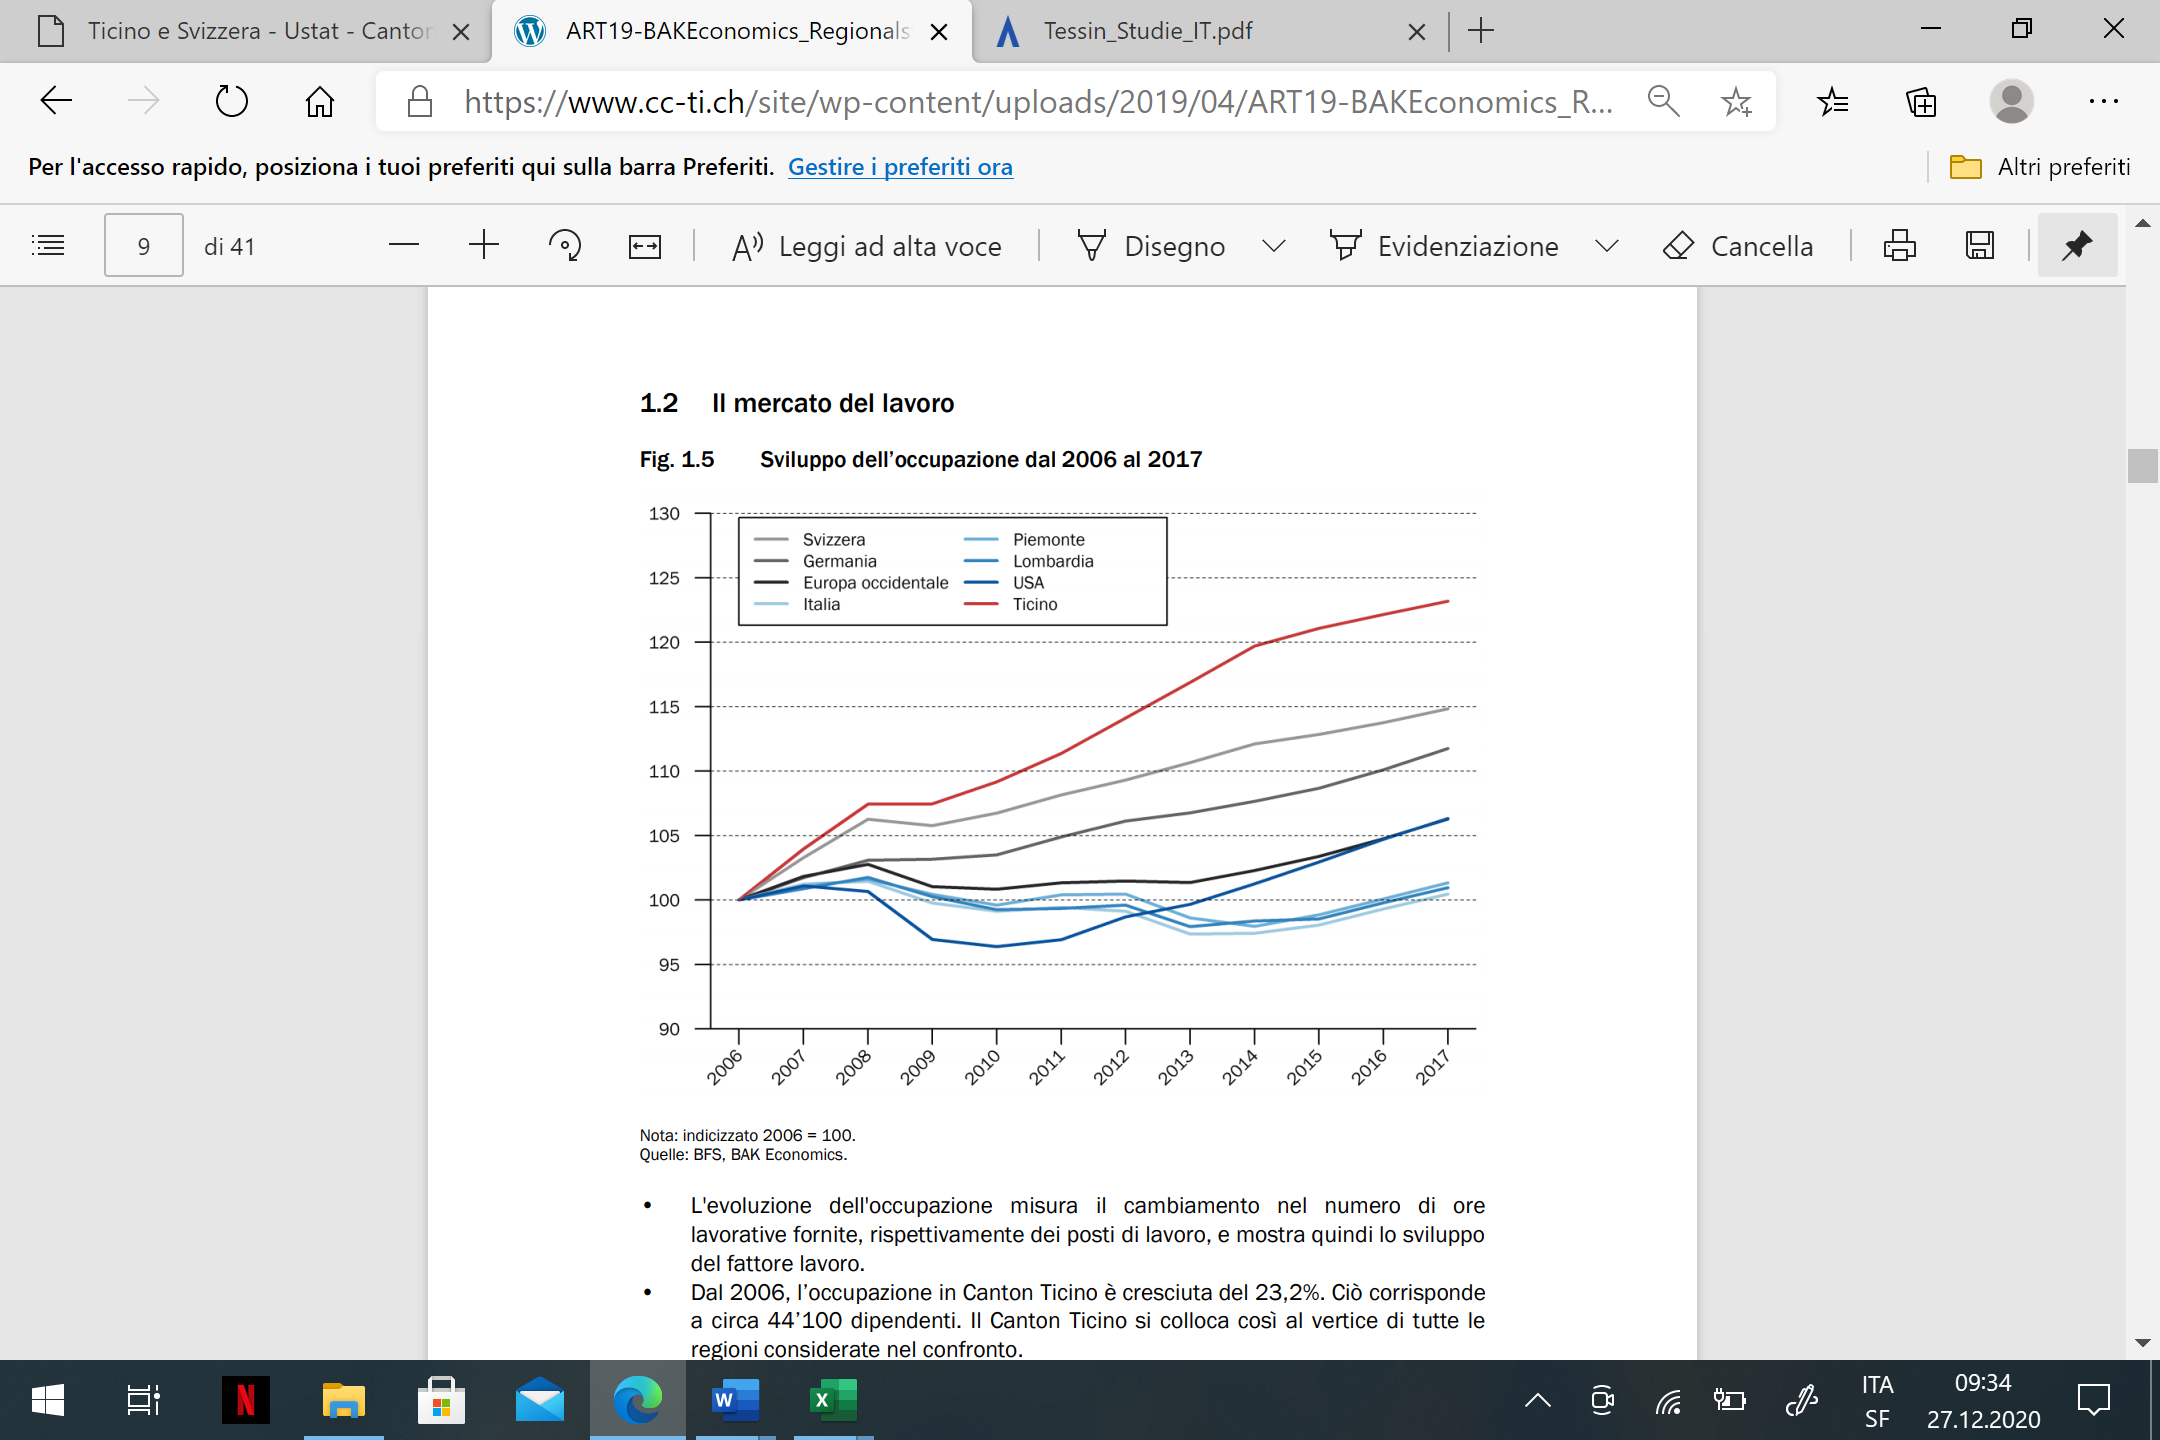 Ticino e Svizzera - Ustat - Canton
ART19-BAKEconomics_Regionals
Tessin_Studie_IT.pdf
https://www.cc-ti.ch/site/wp-content/uploads/2019/04/ART19-BAKEconomics_R...
Per l'accesso rapido, posiziona i tuoi preferiti qui sulla barra Preferiti. Gestire i preferiti ora
Altri preferiti
9 di 41
Leggi ad alta voce
Disegno
Evidenziazione
Cancella
1.2 Il mercato del lavoro
Fig. 1.5 Sviluppo dell’occupazione dal 2006 al 2017
130
125
120
115
110
105
100
95
90
Svizzera
Germania
Europa occidentale
Italia
Piemonte
Lombardia
USA
Ticino
2006
2007
2008
2009
2010
2011
2012
2013
2014
2015
2016
2017
Nota: indicizzato 2006 = 100.
Quelle: BFS, BAK Economics.
• L'evoluzione dell'occupazione misura il cambiamento nel numero di ore
lavorative fornite, rispettivamente dei posti di lavoro, e mostra quindi lo sviluppo
del fattore lavoro.
• Dal 2006, l’occupazione in Canton Ticino è cresciuta del 23,2%. Ciò corrisponde
a circa 44’100 dipendenti. Il Canton Ticino si colloca così al vertice di tutte le
regioni considerate nel confronto.
ITA
SF
09:34
27.12.2020